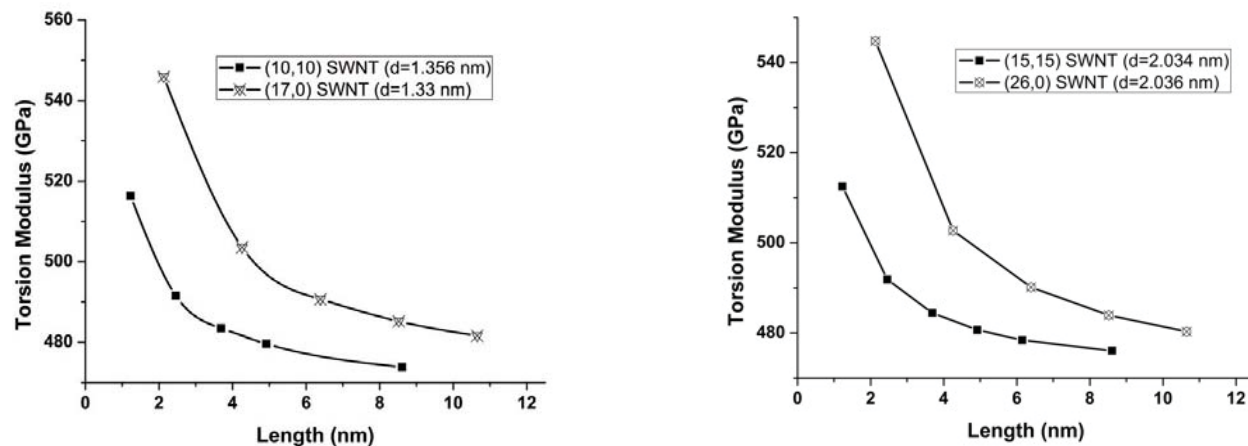 560
540
520
500
480
Torsion Modulus (GPa)
(10,10) SWNT (d=1.356 nm)
(17,0) SWNT (d=1.33 nm)
0 2 4 6 8 10 12
Length (nm)
540
520
500
480
Torsion Modulus (GPa)
(15,15) SWNT (d=2.034 nm)
(26,0) SWNT (d=2.036 nm)
0 2 4 6 8 10 12
Length (nm)